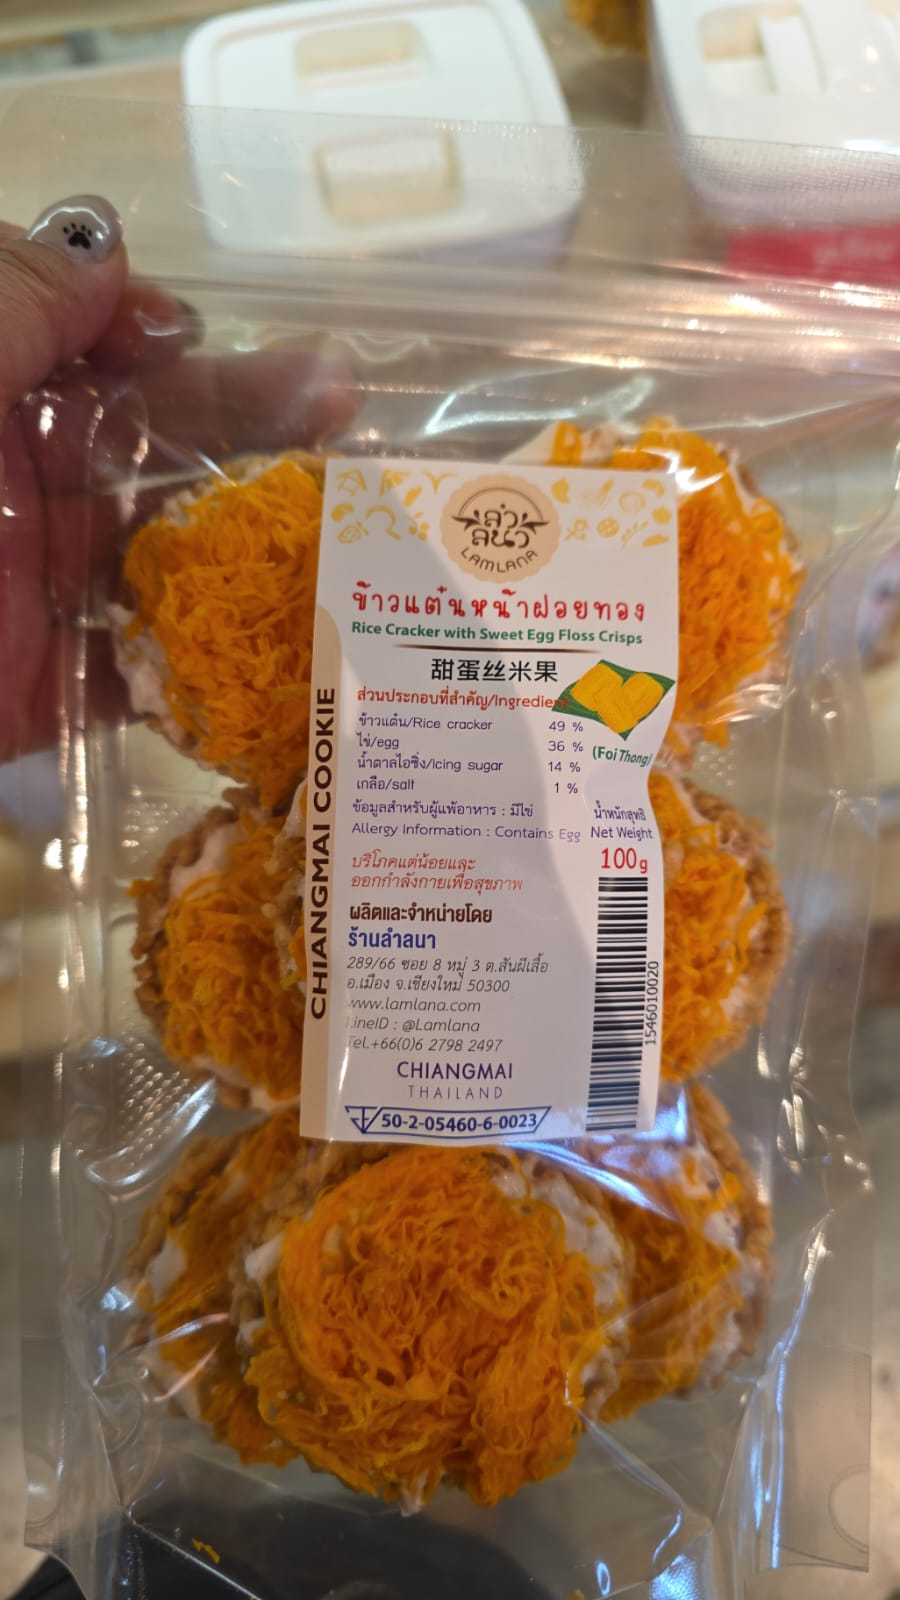 ลำ
ลนา
LAMLANA
ข้าวแต๋นหน้าฝอยทอง
Rice Cracker with Sweet Egg Floss Crisps
甜蛋丝米果
ส่วนประกอบที่สำคัญ/Ingredien
ข้าวแต๋น/Rice cracker 49 %
ไข่/egg 36 %
น้ำตาลไอซิ่ง/Icing sugar 14 %
เกลือ/salt 1 %
(Foi Thong)
ข้อมูลสำหรับผู้แพ้อาหาร : มีไข่
Allergy Information : Contains Egg
น้ำหนักสุทธิ
Net Weight
100g
บริโภคแต่น้อยและ
ออกกำลังกายเพื่อสุขภาพ
ผลิตและจำหน่ายโดย
ร้านลำลนา
289/66 ซอย 8 หมู่ 3 ต.สันผีเสื้อ
อ.เมือง จ.เชียงใหม่ 50300
www.lamlana.com
LineID : @Lamlana
Tel.+66(0)6 2798 2497
CHIANGMAI
THAILAND
50-2-05460-6-0023
CHIANGMAI COOKIE
1546010020